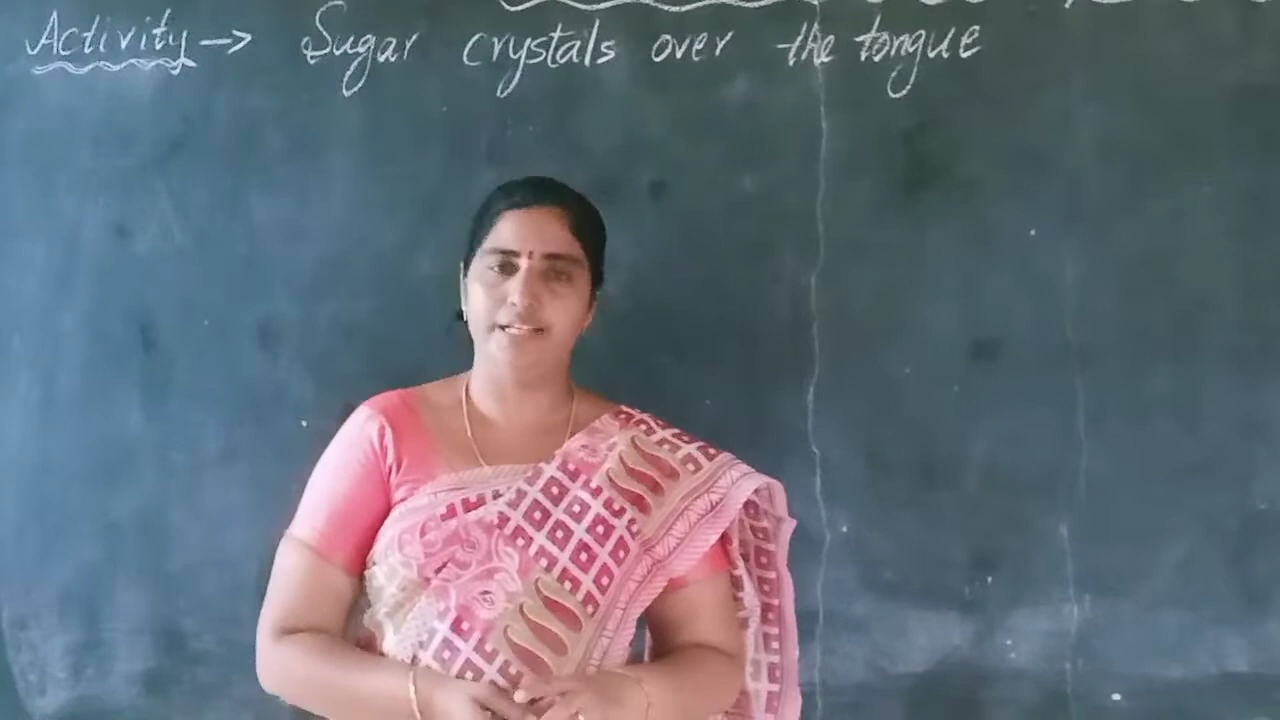 Activity → Sugar crystals over the tongue